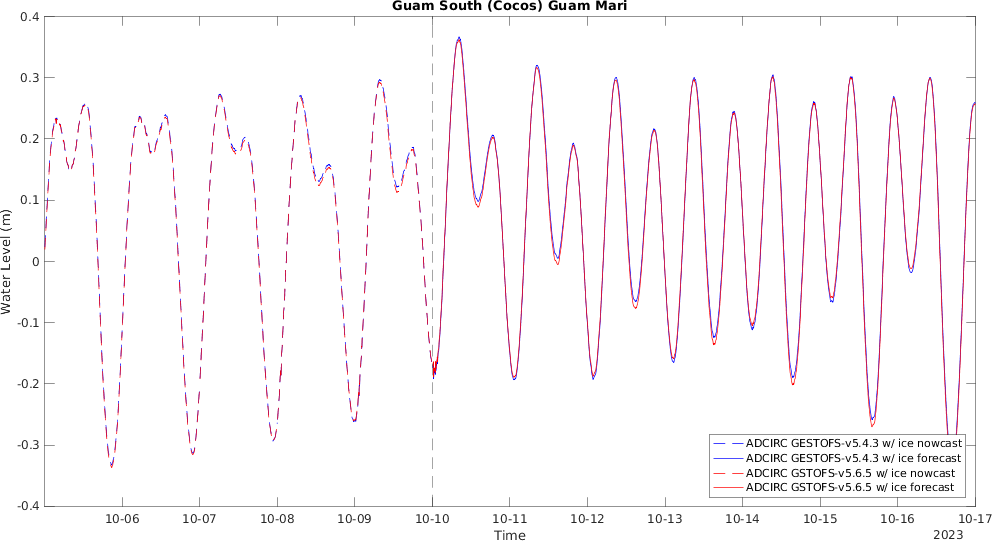 Guam South (Cocos) Guam Mari
0.4
0.3
0.2
0.1
0
-0.1
-0.2
-0.3
-0.4
Water Level (m)
ADCIRC GESTOFS-v5.4.3 w/ ice nowcast
ADCIRC GESTOFS-v5.4.3 w/ ice forecast
ADCIRC GSTOFS-v5.6.5 w/ ice nowcast
ADCIRC GSTOFS-v5.6.5 w/ ice forecast
10-06 10-07 10-08 10-09 10-10 10-11 10-12 10-13 10-14 10-15 10-16 10-17
Time
2023